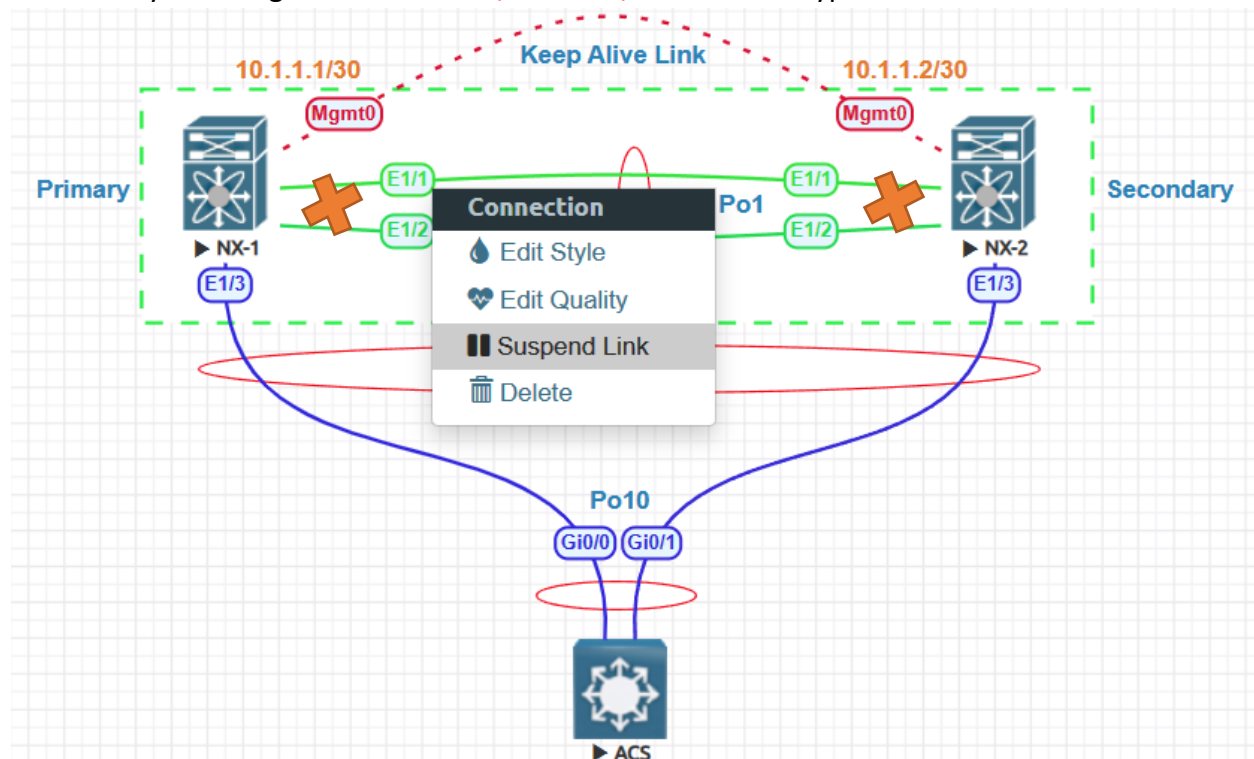 Keep Alive Link
10.1.1.1/30
10.1.1.2/30
Mgmt0
Mgmt0
Primary
E1/1
E1/1
Secondary
Connection
Po1
E1/2
E1/2
▶ NX-1
▶ NX-2
Edit Style
E1/3
E1/3
Edit Quality
Suspend Link
Delete
Po10
Gi0/0
Gi0/1
▶ ACS